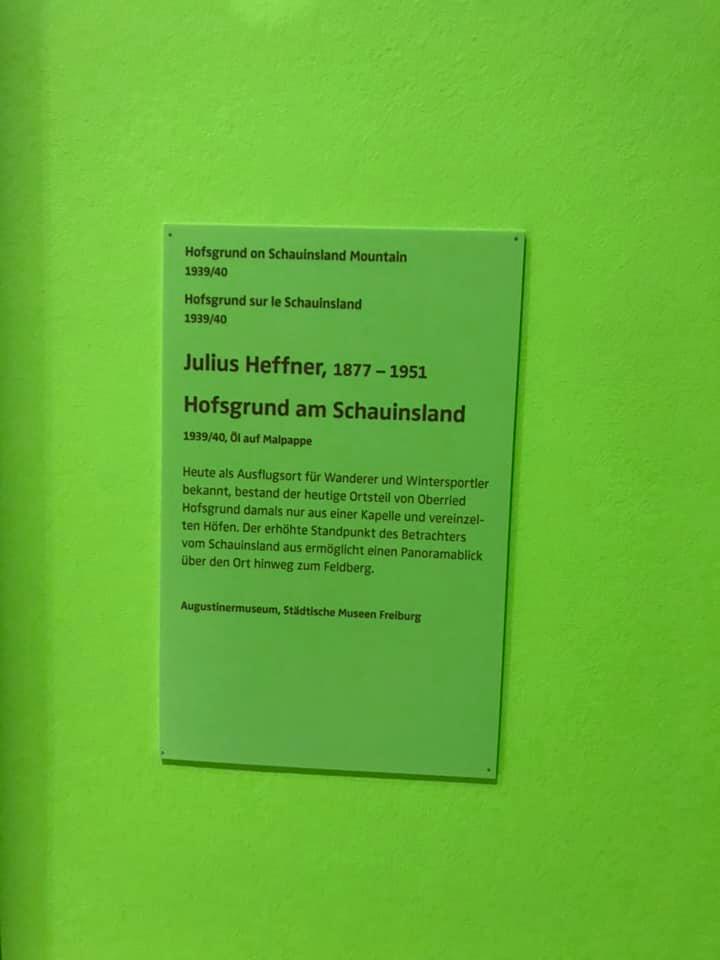 Hofsgrund on Schauinsland Mountain
1939/40
Hofsgrund sur le Schauinsland
1939/40
Julius Heffner, 1877 – 1951
Hofsgrund am Schauinsland
1939/40, Öl auf Malpappe
Heute als Ausflugsort für Wanderer und Wintersportler
bekannt, bestand der heutige Ortsteil von Oberried
Hofsgrund damals nur aus einer Kapelle und vereinzel-
ten Höfen. Der erhöhte Standpunkt des Betrachters
vom Schauinsland aus ermöglicht einen Panoramablick
über den Ort hinweg zum Feldberg.
Augustinermuseum, Städtische Museen Freiburg